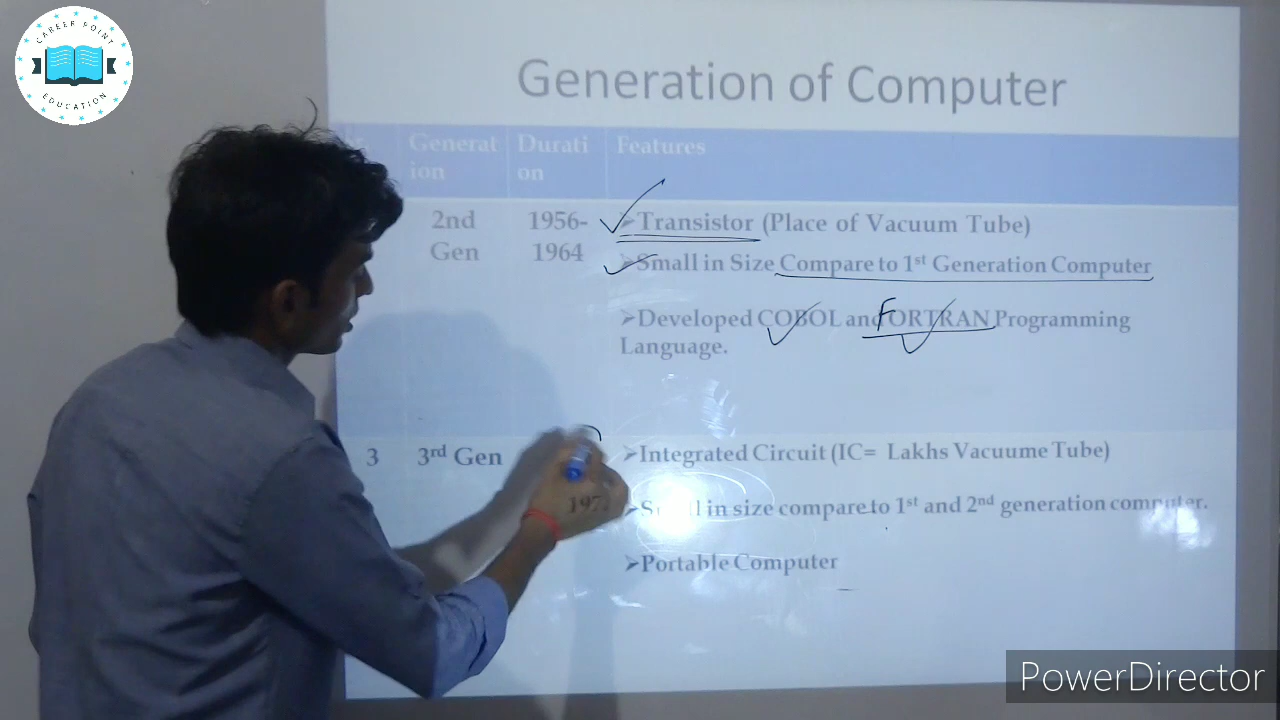 CAREER POINT
EDUCATION
Generation of Computer
Generat
ion
Durati
on
Features
2nd
Gen
1956-
1964
➢Transistor (Place of Vacuum Tube)
➢Small in Size Compare to 1st Generation Computer
➢Developed COBOL and FORTRAN Programming
Language.
3
3rd Gen
➢Integrated Circuit (IC= Lakhs Vacuume Tube)
➢Small in size compare to 1st and 2nd generation computer.
➢Portable Computer
PowerDirector